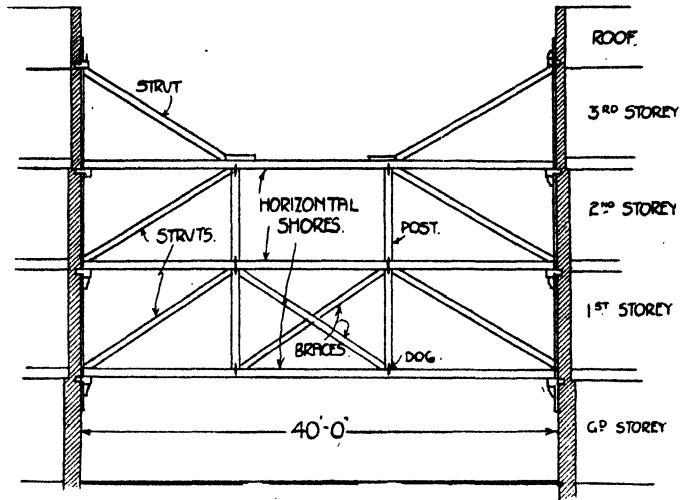 ROOF.
STRUT
3RD STOREY
HORIZONTAL
SHORES.
2ND STOREY
STRUTS.
POST.
1ST STOREY
BRACES.
DOG.
40'-0"
GD STOREY